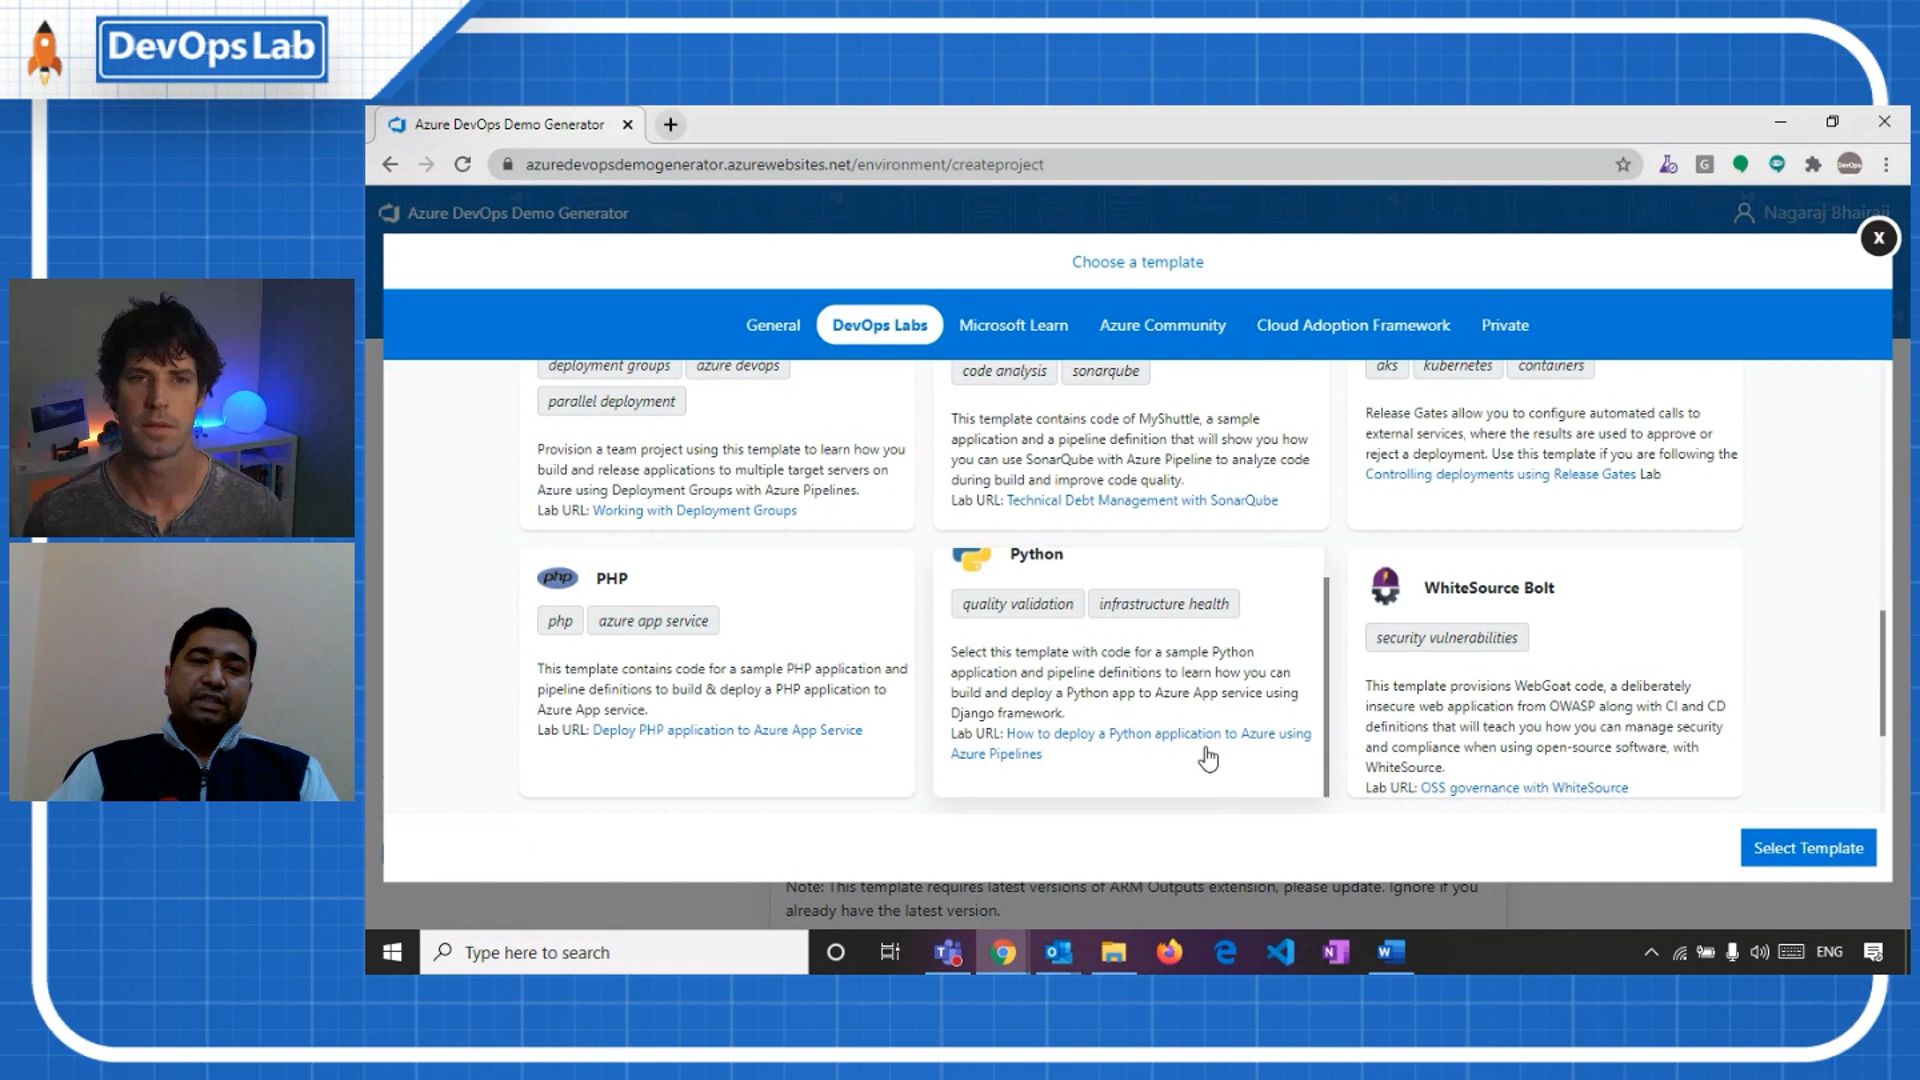 DevOps Lab
Azure DevOps Demo Generator
azuredevopsdemogenerator.azurewebsites.net/environment/createproject
G
DevOps
Azure DevOps Demo Generator
Nagaraj Bhairaji
X
Choose a template
General
DevOps Labs
Microsoft Learn
Azure Community
Cloud Adoption Framework
Private
deployment groups
azure devops
parallel deployment
Provision a team project using this template to learn how you
build and release applications to multiple target servers on
Azure using Deployment Groups with Azure Pipelines.
Lab URL: Working with Deployment Groups
code analysis
sonarqube
This template contains code of MyShuttle, a sample
application and a pipeline definition that will show you how
you can use SonarQube with Azure Pipeline to analyze code
during build and improve code quality.
Lab URL: Technical Debt Management with SonarQube
aks
kubernetes
containers
Release Gates allow you to configure automated calls to
external services, where the results are used to approve or
reject a deployment. Use this template if you are following the
Controlling deployments using Release Gates Lab
php
PHP
php
azure app service
This template contains code for a sample PHP application and
pipeline definitions to build & deploy a PHP application to
Azure App service.
Lab URL: Deploy PHP application to Azure App Service
Python
quality validation
infrastructure health
Select this template with code for a sample Python
application and pipeline definitions to learn how you can
build and deploy a Python app to Azure App service using
Django framework.
Lab URL: How to deploy a Python application to Azure using
Azure Pipelines
WhiteSource Bolt
security vulnerabilities
This template provisions WebGoat code, a deliberately
insecure web application from OWASP along with CI and CD
definitions that will teach you how you can manage security
and compliance when using open-source software, with
WhiteSource.
Lab URL: OSS governance with WhiteSource
Select Template
Note: This template requires latest versions of ARM Outputs extension, please update. Ignore if you
already have the latest version.
Type here to search
ENG